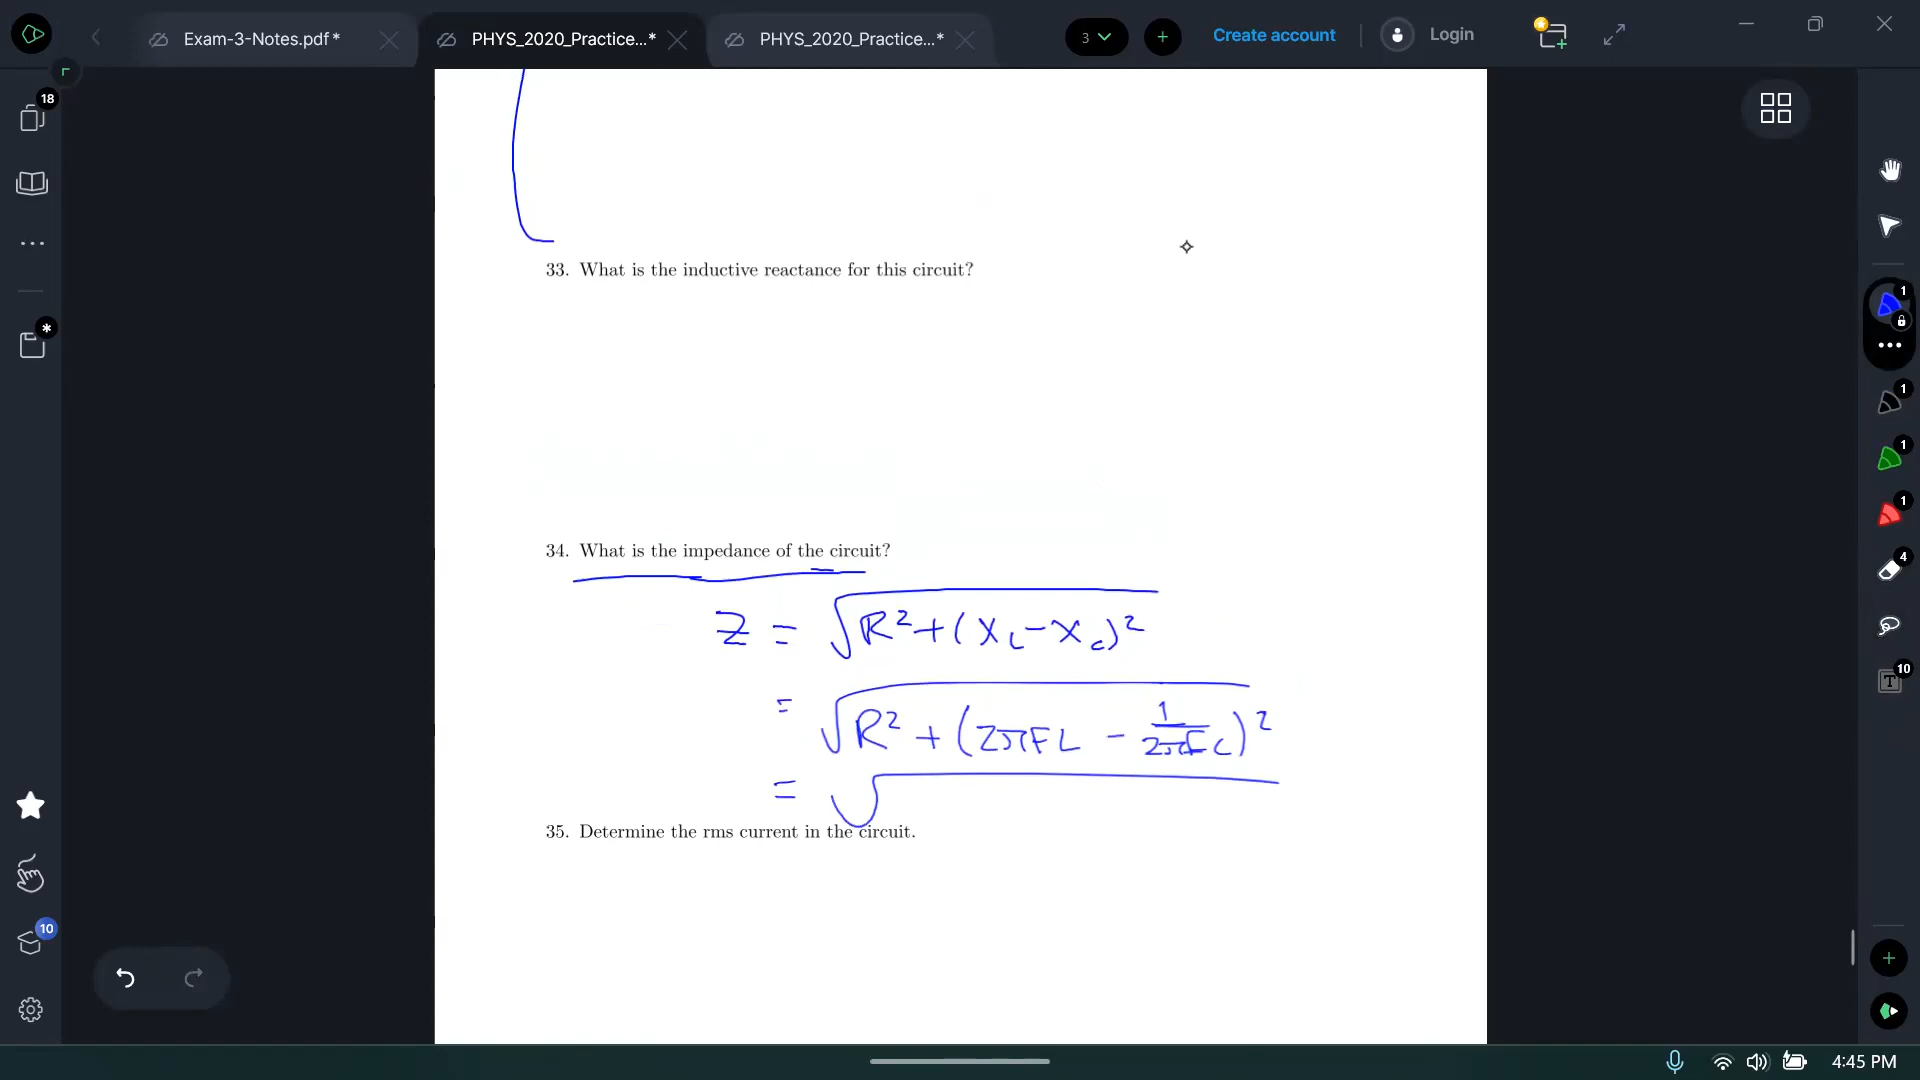 Exam-3-Notes.pdf *
PHYS_2020_Practice...*
PHYS_2020_Practice...*
3
Create account
Login
18
33. What is the inductive reactance for this circuit?
34. What is the impedance of the circuit?
Z = √R² + (X_L - X_C)²
= √R² + (2πFL - 1/2πFC)²
= √
35. Determine the rms current in the circuit.
10
1
1
1
1
4
10
T
4:45 PM